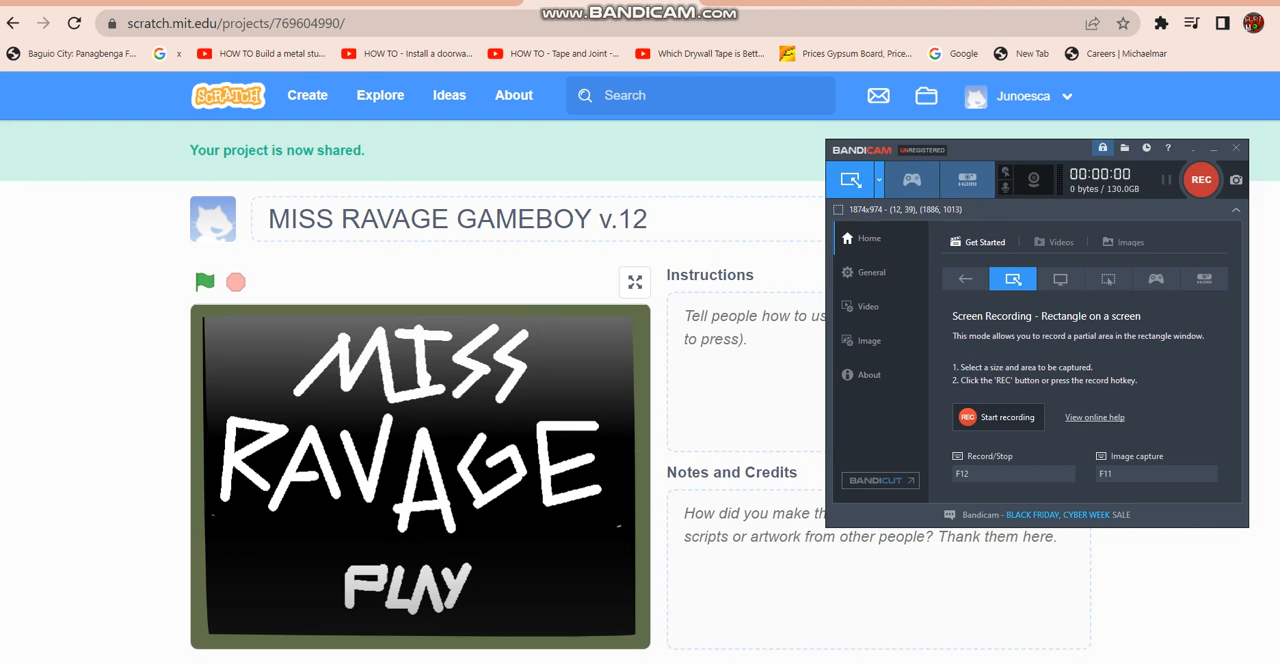 www.BANDICAM.com
scratch.mit.edu/projects/769604990/
Baguio City: Panagbenga F... x HOW TO Build a metal stu... HOW TO - Install a doorwa... HOW TO - Tape and Joint -... Which Drywall Tape is Bett... Prices Gypsum Board, Price... Google New Tab Careers | Michaelmar
SCRATCH Create Explore Ideas About Search Junoesca
Your project is now shared.
MISS RAVAGE GAMEBOY v.12
Instructions
Tell people how to us
to press).
MISS
RAVAGE
PLAY
Notes and Credits
How did you make th
scripts or artwork from other people? Thank them here.
BANDICAM UNREGISTERED
HDMI
00:00:00
0 bytes / 130.0GB
REC
1874x974 - (12, 39), (1886, 1013)
Home
General
Video
Image
About
BANDICUT
Get Started Videos Images
HDMI
Screen Recording - Rectangle on a screen
This mode allows you to record a partial area in the rectangle window.
1. Select a size and area to be captured.
2. Click the 'REC' button or press the record hotkey.
REC Start recording View online help
Record/Stop Image capture
F12 F11
Bandicam - BLACK FRIDAY, CYBER WEEK SALE